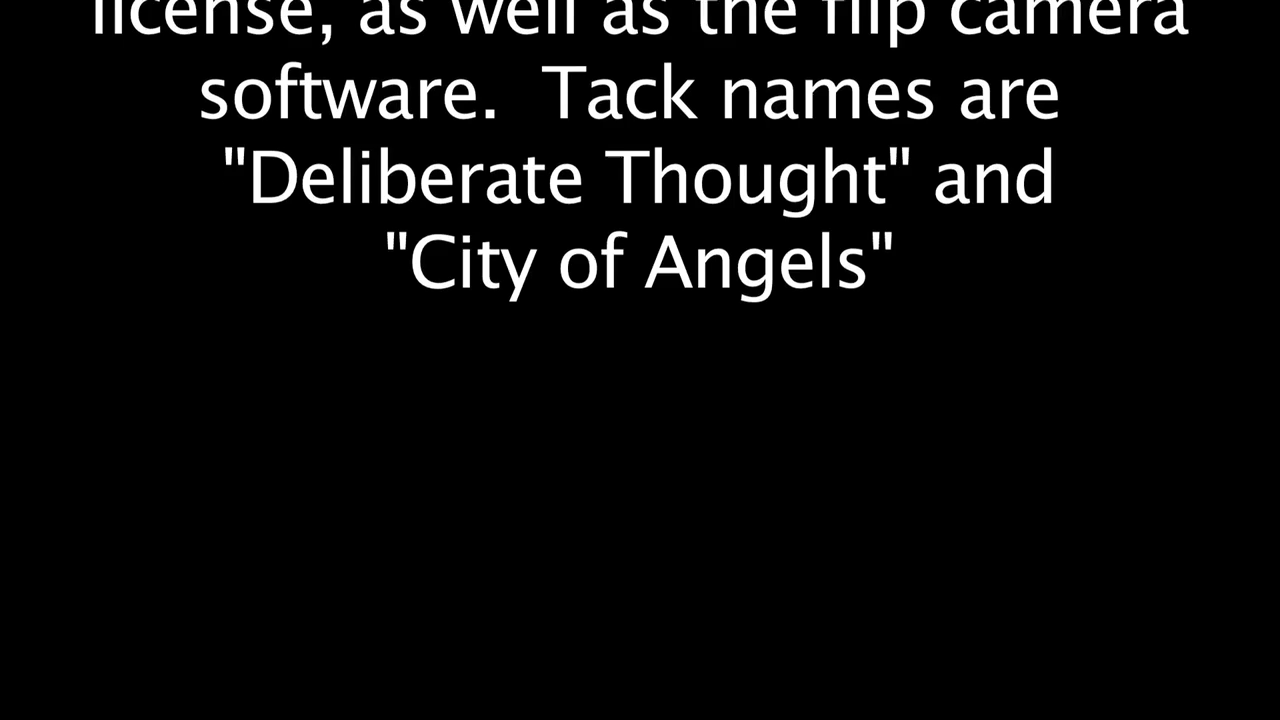 license, as well as the flip camera
software.  Tack names are
"Deliberate Thought" and
"City of Angels"